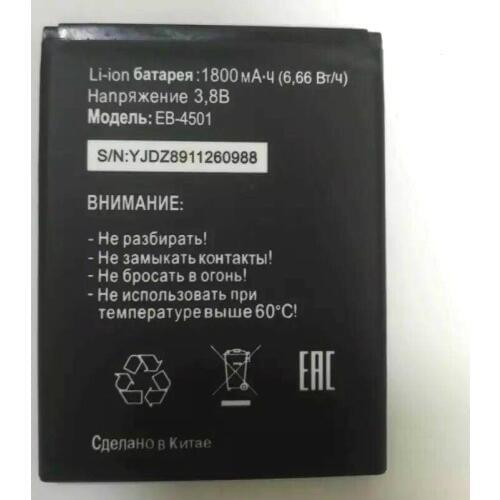 Li-ion батарея:1800 мА·ч (6,66 Вт/ч)
Напряжение 3,8В
Модель: EB-4501
S/N:YJDZ8911260988
ВНИМАНИЕ:
- Не разбирать!
- Не замыкать контакты!
- Не бросать в огонь!
- Не использовать при
температуре выше 60°C!
EAC
Сделано в Китае